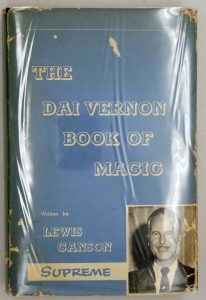 THE
DAI VERNON
BOOK OF
MAGIC
Written by
LEWIS
GANSON
SUPREME